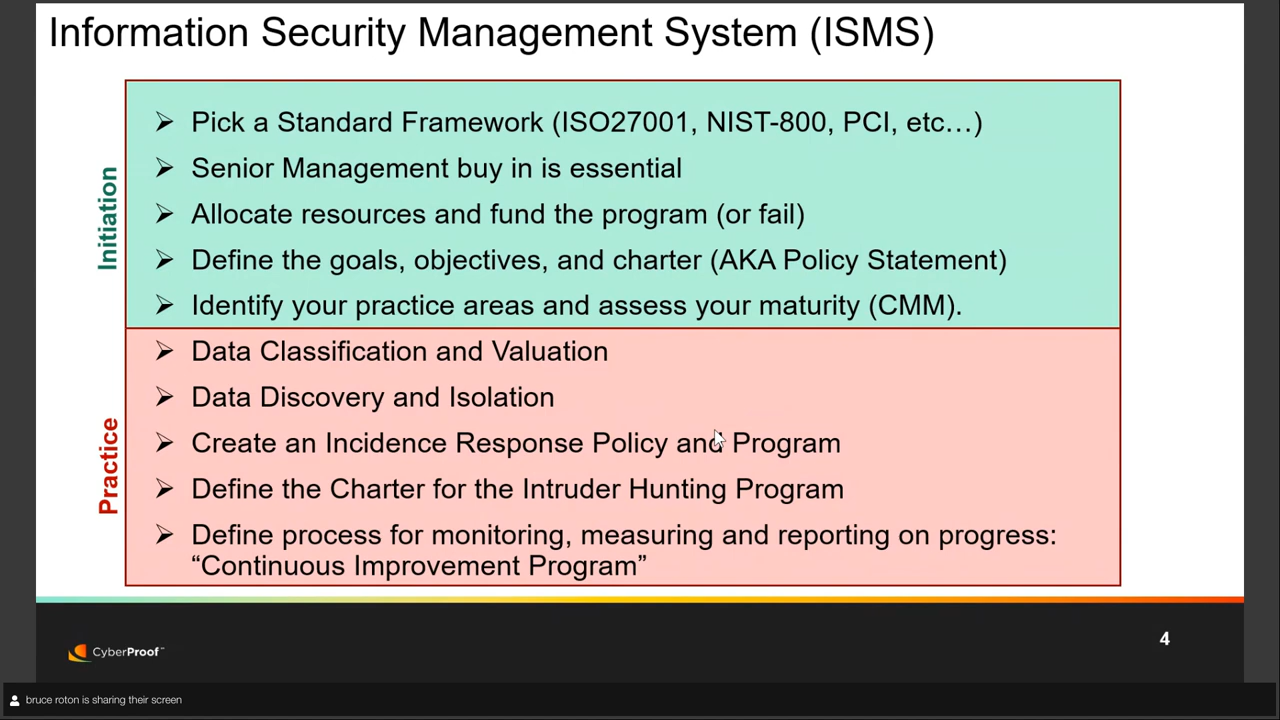 Information Security Management System (ISMS)
Initiation
➢ Pick a Standard Framework (ISO27001, NIST-800, PCI, etc…)
➢ Senior Management buy in is essential
➢ Allocate resources and fund the program (or fail)
➢ Define the goals, objectives, and charter (AKA Policy Statement)
➢ Identify your practice areas and assess your maturity (CMM).
Practice
➢ Data Classification and Valuation
➢ Data Discovery and Isolation
➢ Create an Incidence Response Policy and Program
➢ Define the Charter for the Intruder Hunting Program
➢ Define process for monitoring, measuring and reporting on progress:
“Continuous Improvement Program”
CyberProof™
4
bruce roton is sharing their screen